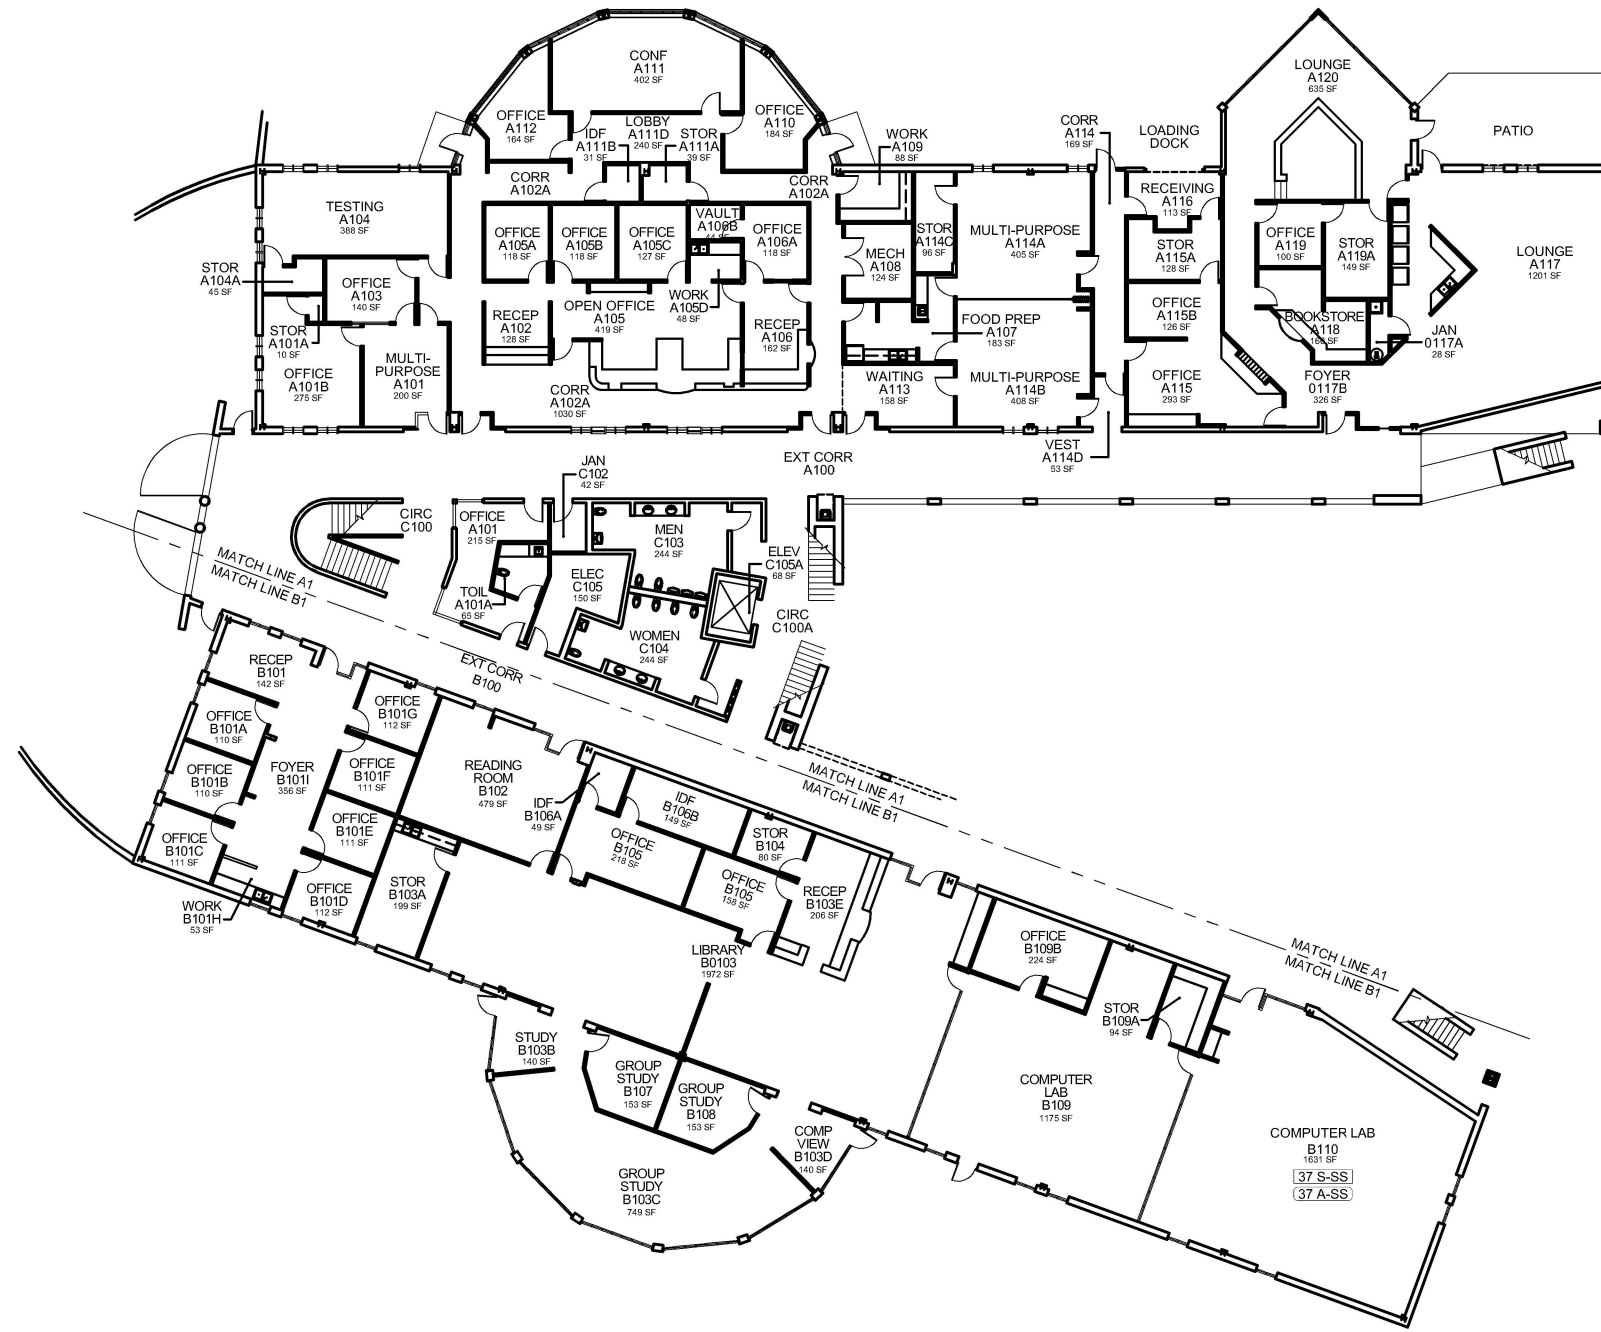 CONF
A111
402 SF
OFFICE
A112
164 SF
IDF
A111B
31 SF
LOBBY
A111D
240 SF
STOR
A111A
39 SF
OFFICE
A110
184 SF
WORK
A109
88 SF
CORR
A114
169 SF
LOADING
DOCK
LOUNGE
A120
635 SF
PATIO
TESTING
A104
388 SF
CORR
A102A
CORR
A102A
RECEIVING
A116
113 SF
OFFICE
A105A
118 SF
OFFICE
A105B
118 SF
OFFICE
A105C
127 SF
VAULT
A106B
44 SF
OFFICE
A106A
118 SF
MECH
A108
124 SF
STOR
A114C
96 SF
MULTI-PURPOSE
A114A
405 SF
STOR
A115A
128 SF
OFFICE
A119
100 SF
STOR
A119A
149 SF
LOUNGE
A117
1201 SF
STOR
A104A
45 SF
OFFICE
A103
140 SF
RECEP
A102
128 SF
OPEN OFFICE
A105
419 SF
WORK
A105D
48 SF
RECEP
A106
162 SF
FOOD PREP
A107
183 SF
OFFICE
A115B
126 SF
BOOKSTORE
A118
168 SF
JAN
0117A
28 SF
STOR
A101A
10 SF
OFFICE
A101B
275 SF
MULTI-
PURPOSE
A101
200 SF
CORR
A102A
1030 SF
WAITING
A113
158 SF
MULTI-PURPOSE
A114B
408 SF
OFFICE
A115
293 SF
FOYER
0117B
326 SF
VEST
A114D
53 SF
EXT CORR
A100
JAN
C102
42 SF
CIRC
C100
OFFICE
A101
215 SF
MEN
C103
244 SF
ELEV
C105A
68 SF
ELEC
C105
150 SF
TOIL
A101A
65 SF
CIRC
C100A
WOMEN
C104
244 SF
MATCH LINE A1
MATCH LINE B1
EXT CORR
B100
RECEP
B101
142 SF
OFFICE
B101G
112 SF
OFFICE
B101A
110 SF
OFFICE
B101B
110 SF
FOYER
B101I
356 SF
OFFICE
B101F
111 SF
READING
ROOM
B102
479 SF
IDF
B106A
49 SF
IDF
B106B
149 SF
MATCH LINE A1
MATCH LINE B1
OFFICE
B101C
111 SF
OFFICE
B101E
111 SF
OFFICE
B105
218 SF
STOR
B104
80 SF
OFFICE
B101D
112 SF
STOR
B103A
199 SF
OFFICE
B105
158 SF
RECEP
B103E
206 SF
WORK
B101H
53 SF
LIBRARY
B0103
1972 SF
OFFICE
B109B
224 SF
MATCH LINE A1
MATCH LINE B1
STOR
B109A
94 SF
STUDY
B103B
140 SF
GROUP
STUDY
B107
153 SF
GROUP
STUDY
B108
153 SF
COMPUTER
LAB
B109
1175 SF
COMP
VIEW
B103D
140 SF
COMPUTER LAB
B110
1631 SF
37 S-SS
37 A-SS
GROUP
STUDY
B103C
749 SF